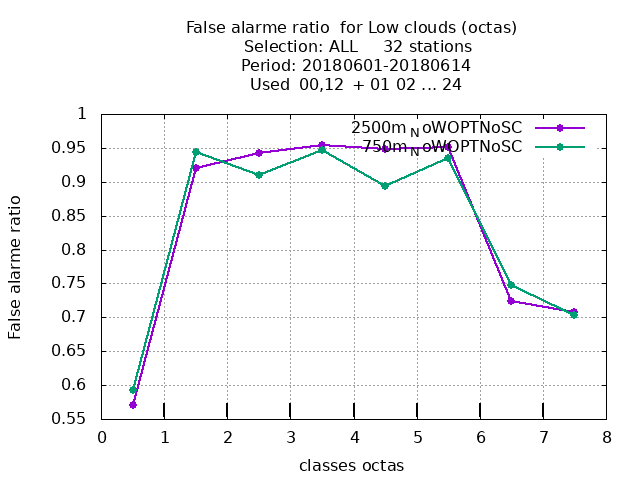 False alarme ratio  for Low clouds (octas)
Selection: ALL     32 stations
Period: 20180601-20180614
Used  00,12  + 01 02 ... 24
2500m_NoWOPTNoSC
750m_NoWOPTNoSC
1
0.95
0.9
0.85
0.8
0.75
0.7
0.65
0.6
0.55
False alarme ratio
0 1 2 3 4 5 6 7 8
classes octas